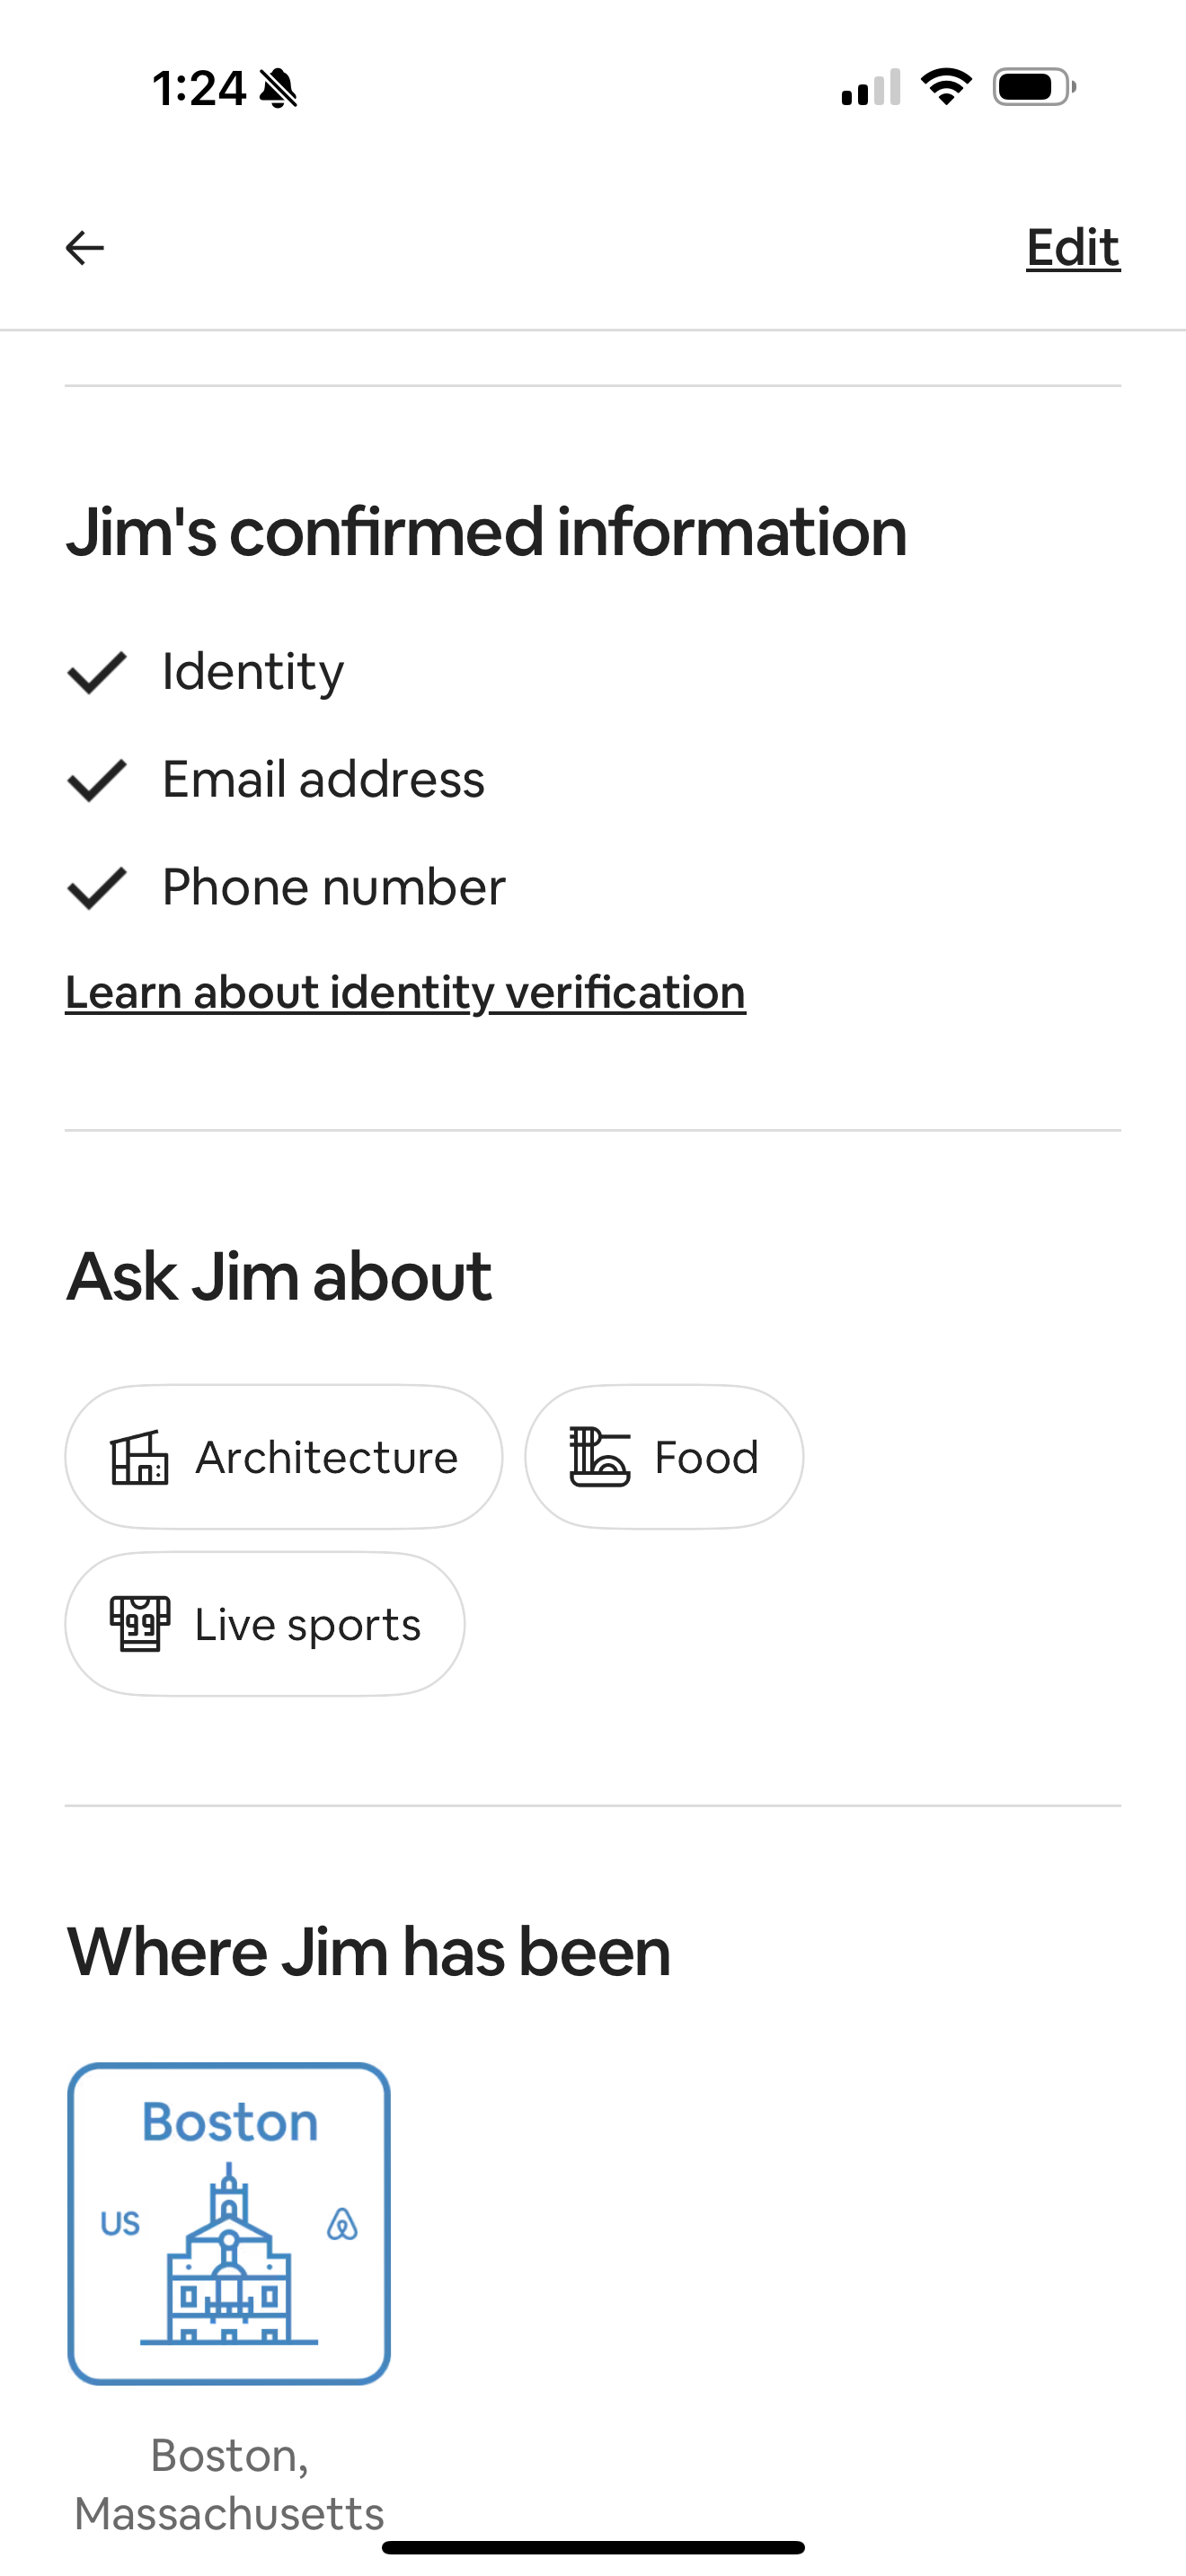 1:24
Edit
Jim's confirmed information
Identity
Email address
Phone number
Learn about identity verification
Ask Jim about
Architecture
Food
99
Live sports
Where Jim has been
Boston
US
Boston,
Massachusetts